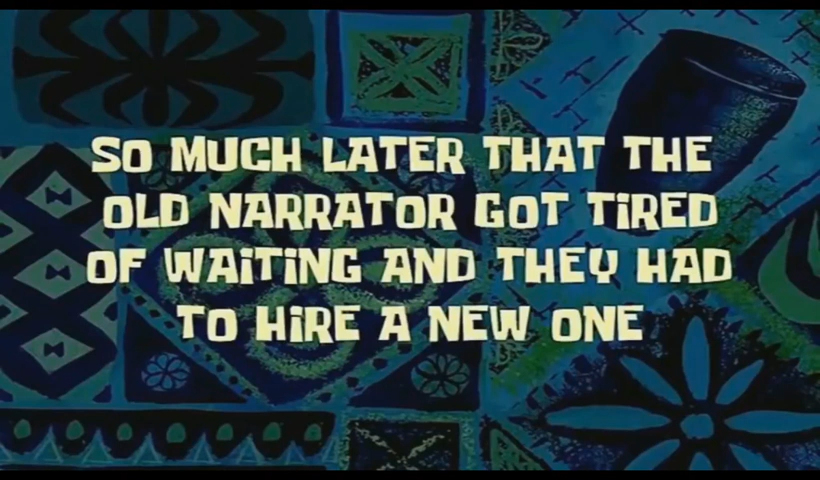 SO MUCH LATER THAT THE
OLD NARRATOR GOT TiRED
OF WAiTiNG AND THEY HAD
TO HiRE A NEW ONE